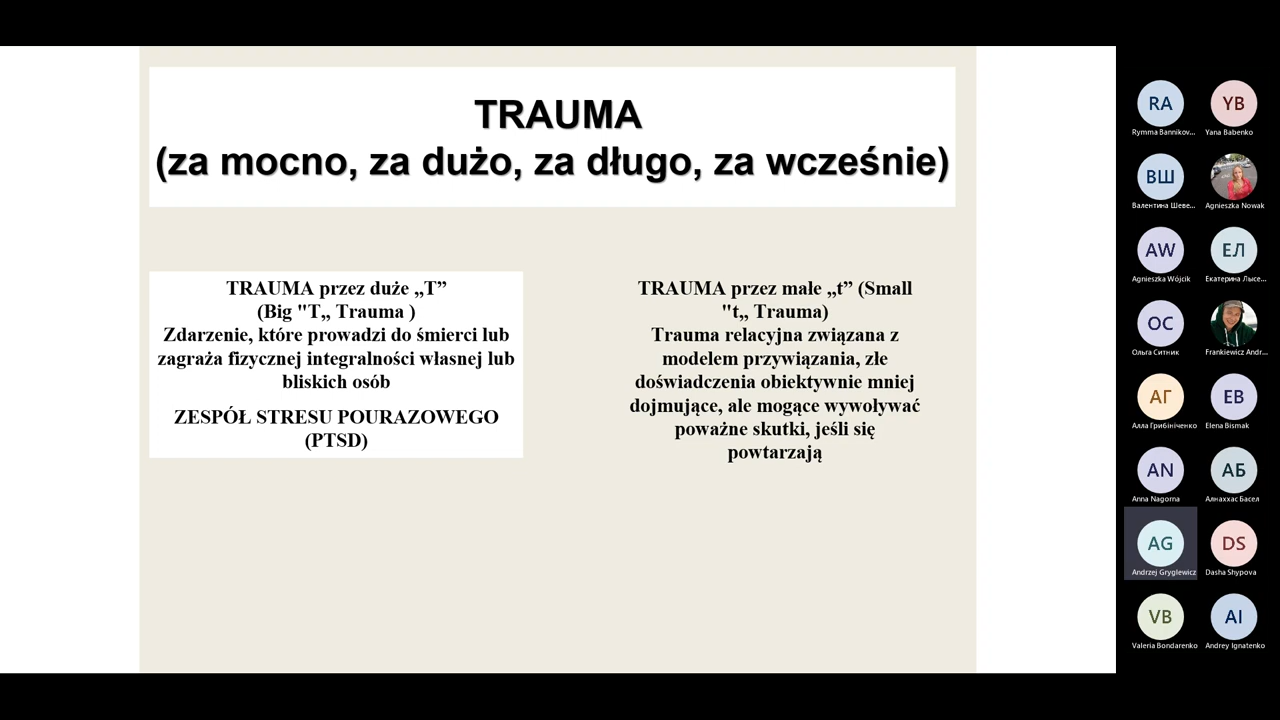 TRAUMA
(za mocno, za dużo, za długo, za wcześnie)
TRAUMA przez duże „T”
(Big "T„ Trauma )
Zdarzenie, które prowadzi do śmierci lub
zagraża fizycznej integralności własnej lub
bliskich osób
ZESPÓŁ STRESU POURAZOWEGO
(PTSD)
TRAUMA przez małe „t” (Small
"t„ Trauma)
Trauma relacyjna związana z
modelem przywiązania, złe
doświadczenia obiektywnie mniej
dojmujące, ale mogące wywoływać
poważne skutki, jeśli się
powtarzają
RA
Rymma Bannikov...
YB
Yana Babenko
ВШ
Валентина Шеве...
Agnieszka Nowak
AW
Agnieszka Wójcik
ЕЛ
Екатерина Лысе...
ОС
Ольга Ситник
Frankiewicz Andr...
АГ
Алла Грибініченко
EB
Elena Bismak
AN
Anna Nagorna
АБ
Алнаххас Басел
AG
Andrzej Gryglewicz
DS
Dasha Shypova
VB
Valeria Bondarenko
AI
Andrey Ignatenko